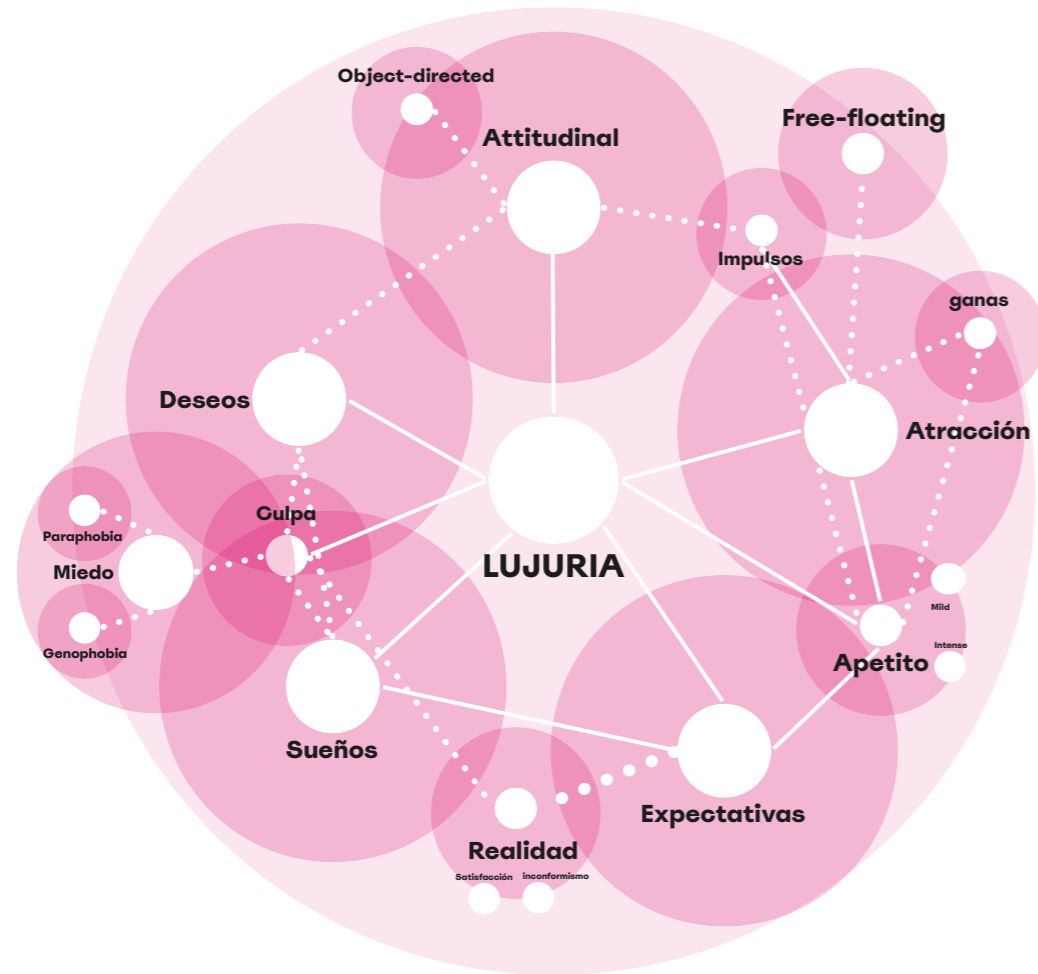 Object-directed
Attitudinal
Free-floating
Impulsos
ganas
Deseos
Atracción
Culpa
Paraphobia
Miedo
Genophobia
LUJURIA
Mild
Intense
Apetito
Sueños
Expectativas
Realidad
Satisfacción
inconformismo